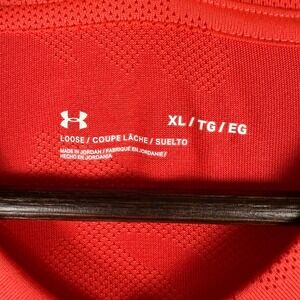 XL / TG / EG
LOOSE / COUPE LÂCHE / SUELTO
MADE IN JORDAN / FABRIQUÉ EN JORDANIE /
HECHO EN JORDANIA